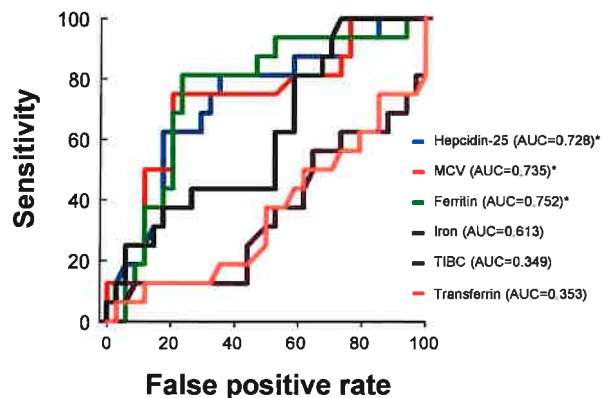 100
80
60
40
20
0
Sensitivity
0 20 40 60 80 100
False positive rate
Hepcidin-25 (AUC=0.728)*
MCV (AUC=0.735)*
Ferritin (AUC=0.752)*
Iron (AUC=0.613)
TIBC (AUC=0.349)
Transferrin (AUC=0.353)